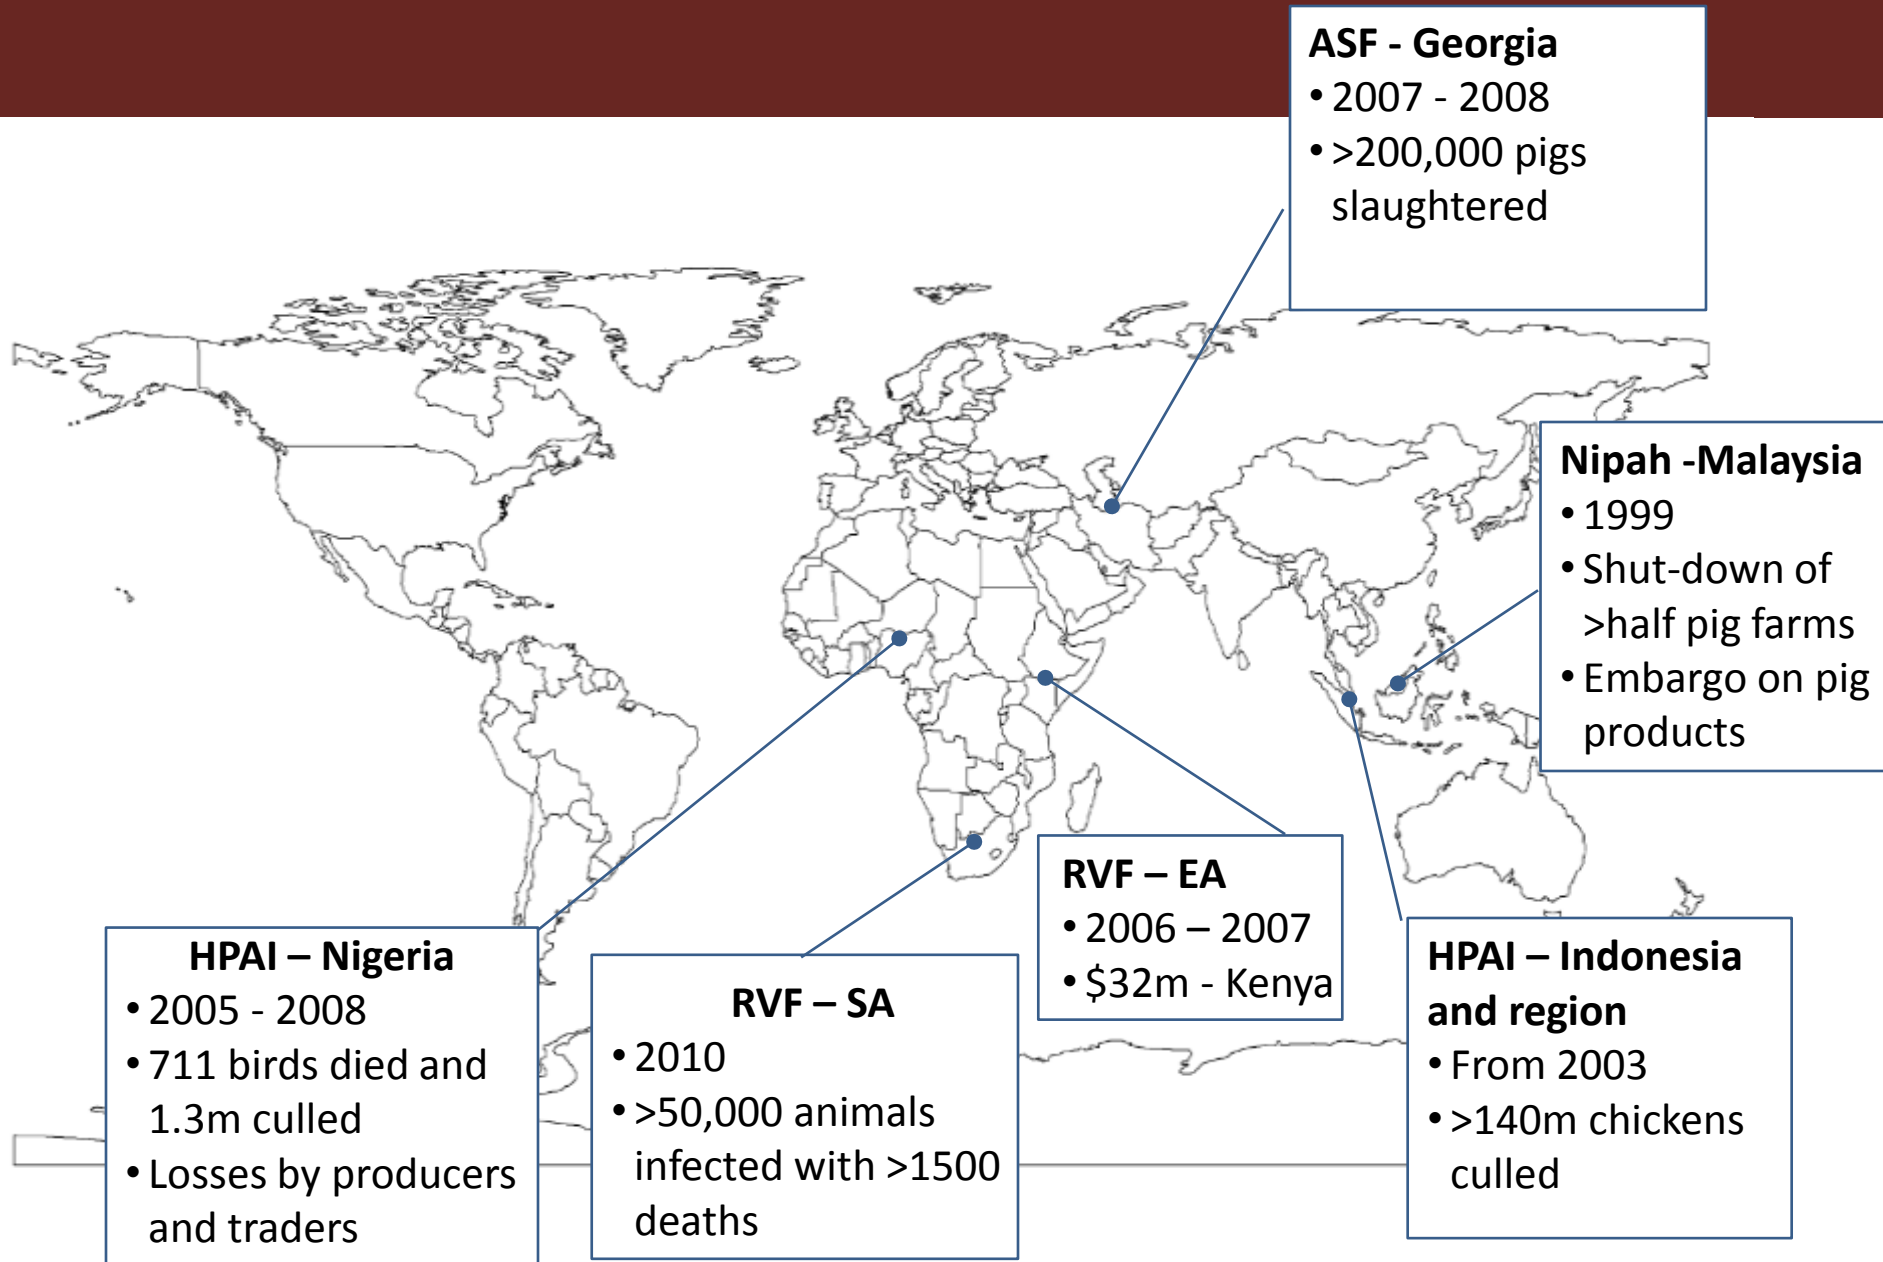 ASF - Georgia
• 2007 - 2008
• >200,000 pigs
slaughtered
Nipah -Malaysia
• 1999
• Shut-down of
>half pig farms
• Embargo on pig
products
RVF – EA
• 2006 – 2007
• $32m - Kenya
HPAI – Indonesia
and region
• From 2003
• >140m chickens
culled
HPAI – Nigeria
• 2005 - 2008
• 711 birds died and
1.3m culled
• Losses by producers
and traders
RVF – SA
• 2010
• >50,000 animals
infected with >1500
deaths